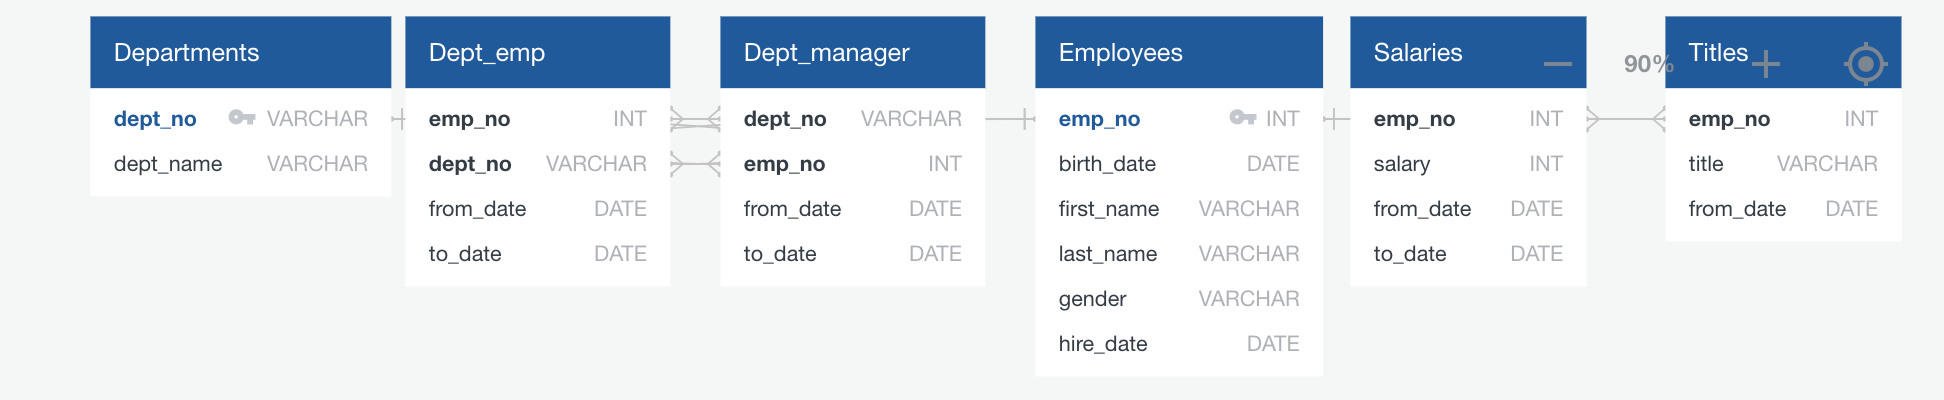 Departments
dept_no VARCHAR
dept_name VARCHAR
Dept_emp
emp_no INT
dept_no VARCHAR
from_date DATE
to_date DATE
Dept_manager
dept_no VARCHAR
emp_no INT
from_date DATE
to_date DATE
Employees
emp_no INT
birth_date DATE
first_name VARCHAR
last_name VARCHAR
gender VARCHAR
hire_date DATE
Salaries
emp_no INT
salary INT
from_date DATE
to_date DATE
90%
Titles
emp_no INT
title VARCHAR
from_date DATE